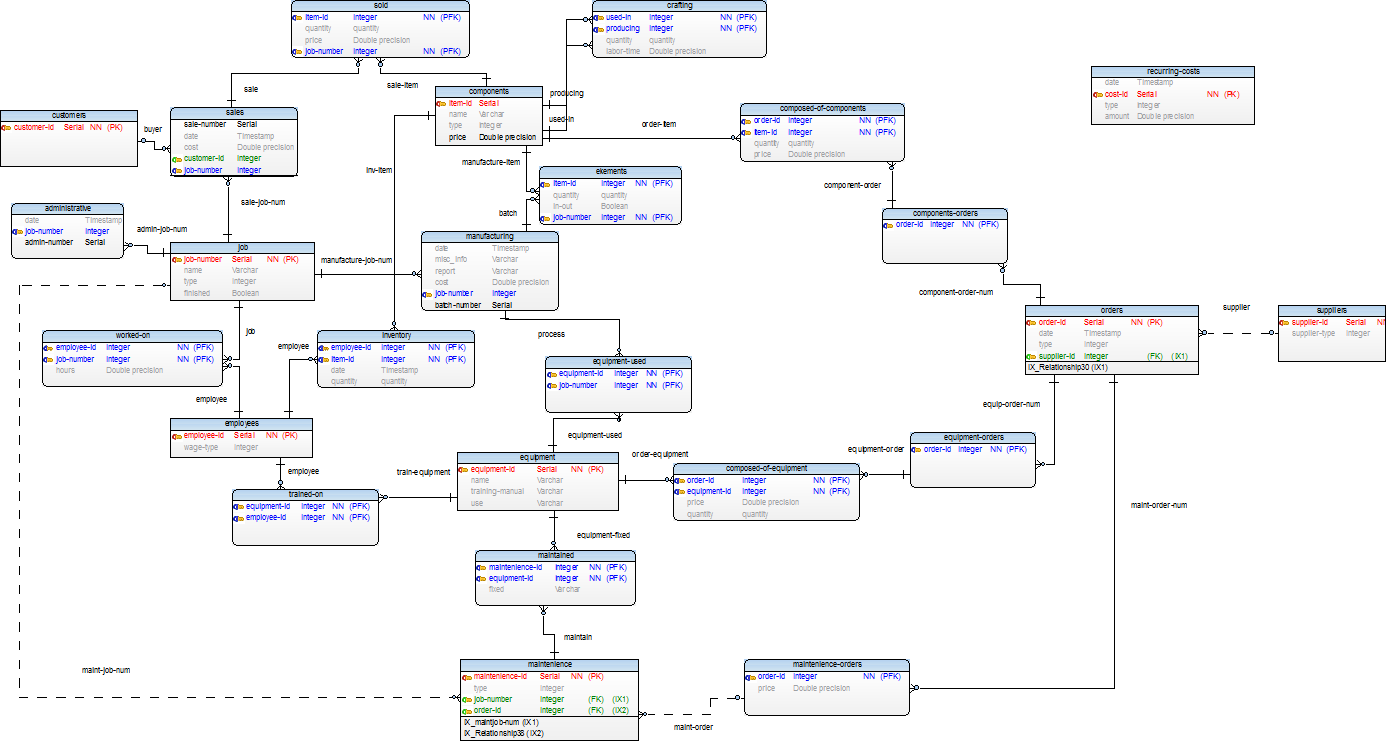 sold
item-id Integer NN (PFK)
quantity quantity
price Double precision
job-number Integer NN (PFK)
crafting
used-in Integer NN (PFK)
producing Integer NN (PFK)
quantity quantity
labor-time Double precision
recurring-costs
date Timestamp
cost-id Serial NN (PK)
type Integer
amount Double precision
sale
sale-item
producing
used-in
components
item-id Serial
name Varchar
type Integer
price Double precision
customers
customer-id Serial NN (PK)
buyer
sales
sale-number Serial
date Timestamp
cost Double precision
customer-id Integer
job-number Integer
order-item
composed-of-components
order-id Integer NN (PFK)
item-id Integer NN (PFK)
quantity quantity
price Double precision
inv-item
manufacture-item
ekements
item-id Integer NN (PFK)
quantity quantity
in-out Boolean
job-number Integer NN (PFK)
component-order
components-orders
order-id Integer NN (PFK)
administrative
date Timestamp
job-number Integer
admin-number Serial
admin-job-num
sale-job-num
batch
job
job-number Serial NN (PK)
name Varchar
type Integer
finished Boolean
manufacture-job-num
manufacturing
date Timestamp
misc_info Varchar
report Varchar
cost Double precision
job-number Integer
batch-number Serial
component-order-num
orders
order-id Serial NN (PK)
date Timestamp
type Integer
supplier-id Integer (FK) (IX1)
IX_Relationship30 (IX1)
supplier
suppliers
supplier-id Serial
supplier-type Integer
worked-on
employee-id Integer NN (PFK)
job-number Integer NN (PFK)
hours Double precision
job
employee
inventory
employee-id Integer NN (PFK)
item-id Integer NN (PFK)
date Timestamp
quantity quantity
process
equipment-used
equipment-id Integer NN (PFK)
job-number Integer NN (PFK)
employee
equip-order-num
employees
employee-id Serial NN (PK)
wage-type Integer
equipment-used
equipment-order
equipment-orders
order-id Integer NN (PFK)
employee
train-equipment
equipment
equipment-id Serial NN (PK)
name Varchar
training-manual Varchar
use Varchar
order-equipment
composed-of-equipment
order-id Integer NN (PFK)
equipment-id Integer NN (PFK)
price Double precision
quantity quantity
trained-on
equipment-id Integer NN (PFK)
employee-id Integer NN (PFK)
maint-order-num
equipment-fixed
maintained
maintenience-id Integer NN (PFK)
equipment-id Integer NN (PFK)
fixed Varchar
maintain
maint-job-num
maintenience
maintenience-id Serial NN (PK)
type Integer
job-number Integer (FK) (IX1)
order-id Integer (FK) (IX2)
IX_maintjob-num (IX1)
IX_Relationship38 (IX2)
maint-order
maintenience-orders
order-id Integer NN (PFK)
price Double precision